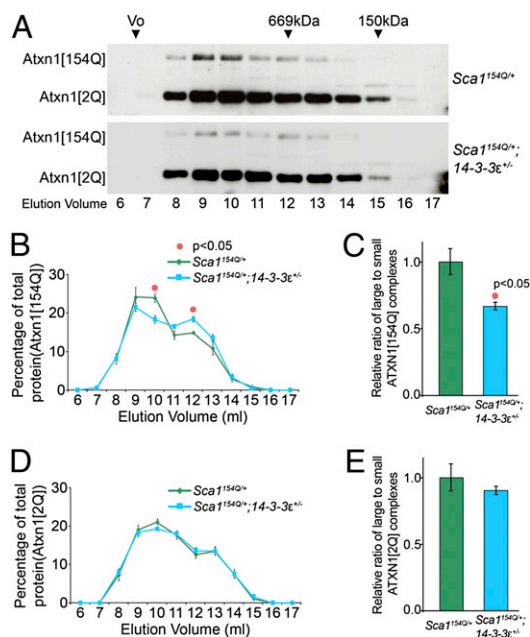 A
Vo
669kDa
150kDa
Atxn1[154Q]
Atxn1[2Q]
Sca1154Q/+
Atxn1[154Q]
Atxn1[2Q]
Sca1154Q/+;
14-3-3ε+/-
Elution Volume 6 7 8 9 10 11 12 13 14 15 16 17
B
p<0.05
Sca1154Q/+
Sca1154Q/+;14-3-3ε+/-
Percentage of total
protein(Atxn1[154Q])
30
20
10
0
6 7 8 9 10 11 12 13 14 15 16 17
Elution Volume (ml)
C
p<0.05
Relative ratio of large to small
ATXN1[154Q] complexes
1.0
0.5
0
Sca1154Q/+
Sca1154Q/+;
14-3-3ε+/-
D
Sca1154Q/+
Sca1154Q/+;14-3-3ε+/-
Percentage of total
protein(Atxn1[2Q])
30
20
10
0
6 7 8 9 10 11 12 13 14 15 16 17
Elution Volume (ml)
E
Relative ratio of large to small
ATXN1[2Q] complexes
1.0
0.5
0
Sca1154Q/+
Sca1154Q/+;
14-3-3ε+/-